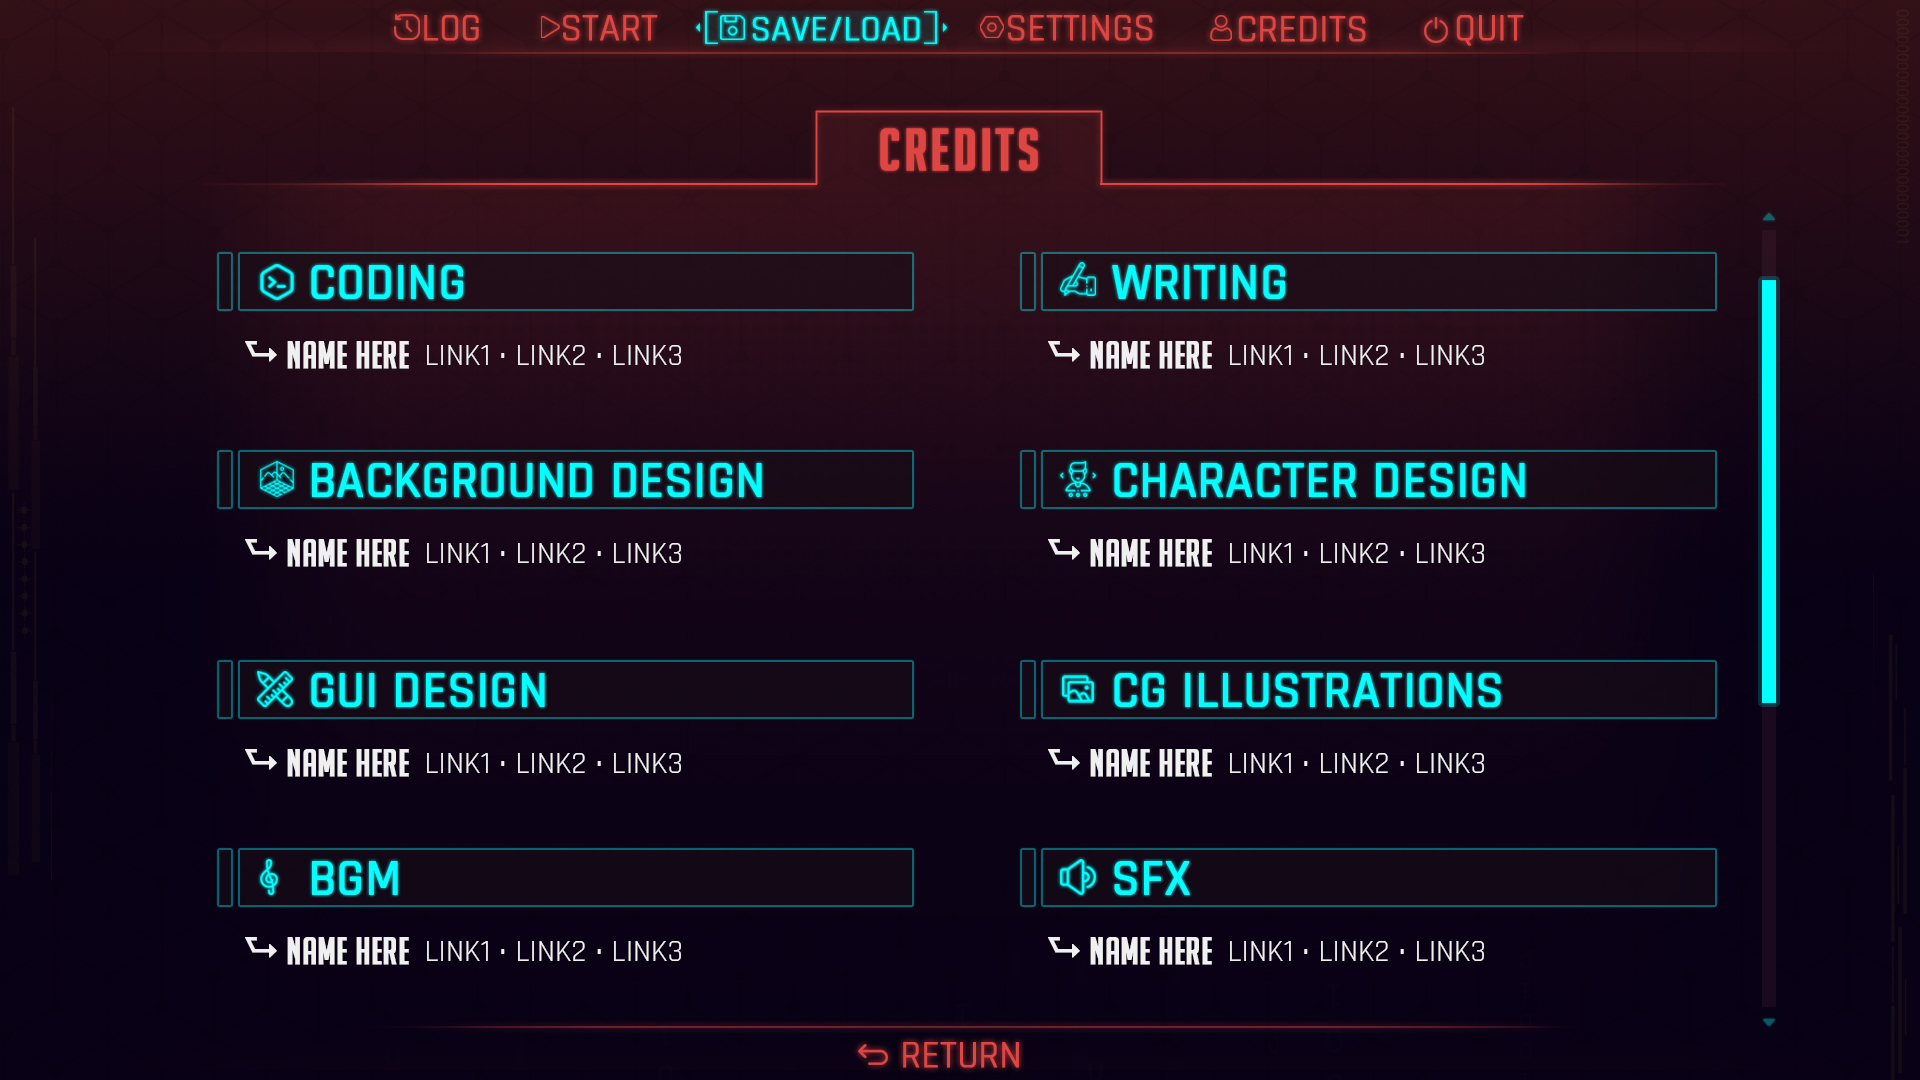 LOG START SAVE/LOAD SETTINGS CREDITS QUIT
CREDITS
CODING
NAME HERE LINK1 · LINK2 · LINK3
WRITING
NAME HERE LINK1 · LINK2 · LINK3
BACKGROUND DESIGN
NAME HERE LINK1 · LINK2 · LINK3
CHARACTER DESIGN
NAME HERE LINK1 · LINK2 · LINK3
GUI DESIGN
NAME HERE LINK1 · LINK2 · LINK3
CG ILLUSTRATIONS
NAME HERE LINK1 · LINK2 · LINK3
BGM
NAME HERE LINK1 · LINK2 · LINK3
SFX
NAME HERE LINK1 · LINK2 · LINK3
RETURN